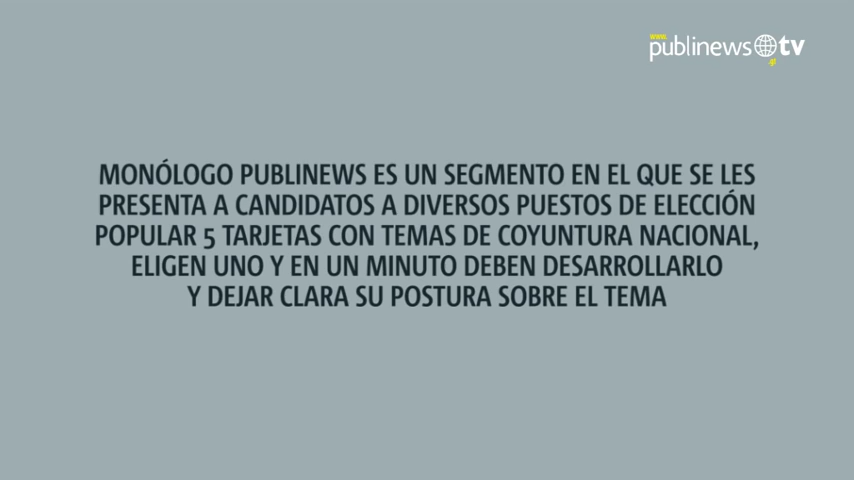 www.
publinews tv
MONÓLOGO PUBLINEWS ES UN SEGMENTO EN EL QUE SE LES
PRESENTA A CANDIDATOS A DIVERSOS PUESTOS DE ELECCIÓN
POPULAR 5 TARJETAS CON TEMAS DE COYUNTURA NACIONAL,
ELIGEN UNO Y EN UN MINUTO DEBEN DESARROLLARLO
Y DEJAR CLARA SU POSTURA SOBRE EL TEMA